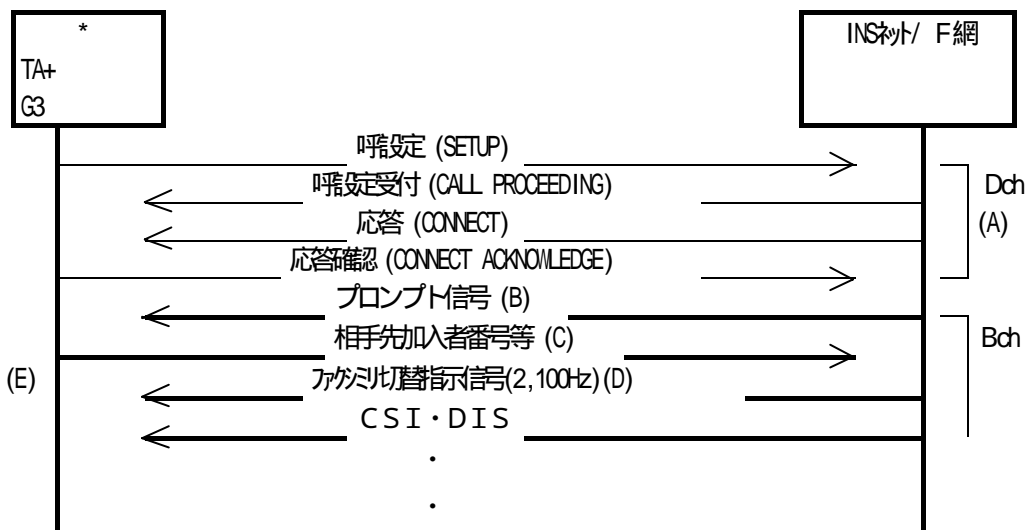 *
TA+
G3
INSネット/ F網
呼設定 (SETUP)
呼設定受付 (CALL PROCEEDING)
Dch
応答 (CONNECT)
(A)
応答確認 (CONNECT ACKNOWLEDGE)
プロンプト信号 (B)
相手先加入者番号等 (C)
Bch
(E)
ファクシミリ切替指示信号(2,100Hz)(D)
CSI・DIS
・
・